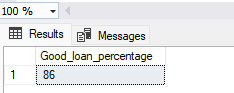 100 %
Results Messages
Good_loan_percentage
1 86